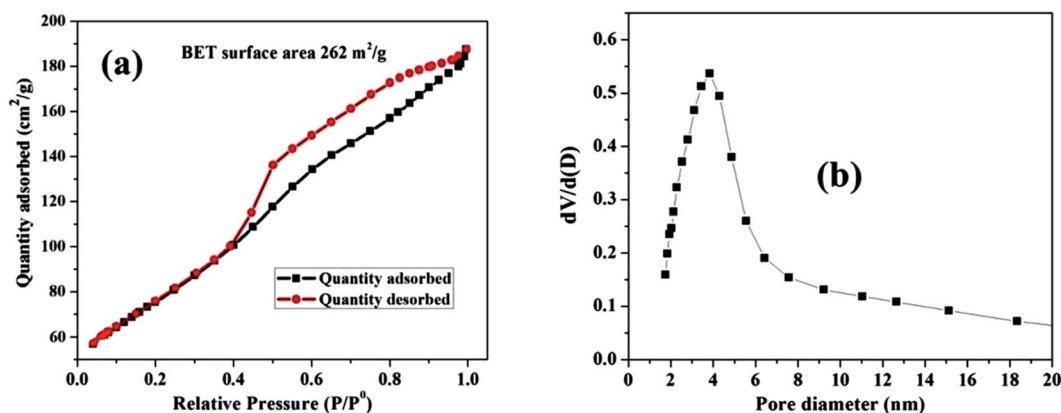 (a)
BET surface area 262 m²/g
Quantity adsorbed (cm²/g)
200
180
160
140
120
100
80
60
Quantity adsorbed
Quantity desorbed
0.0 0.2 0.4 0.6 0.8 1.0
Relative Pressure (P/P⁰)
(b)
dV/d(D)
0.6
0.5
0.4
0.3
0.2
0.1
0.0
0 2 4 6 8 10 12 14 16 18 20
Pore diameter (nm)